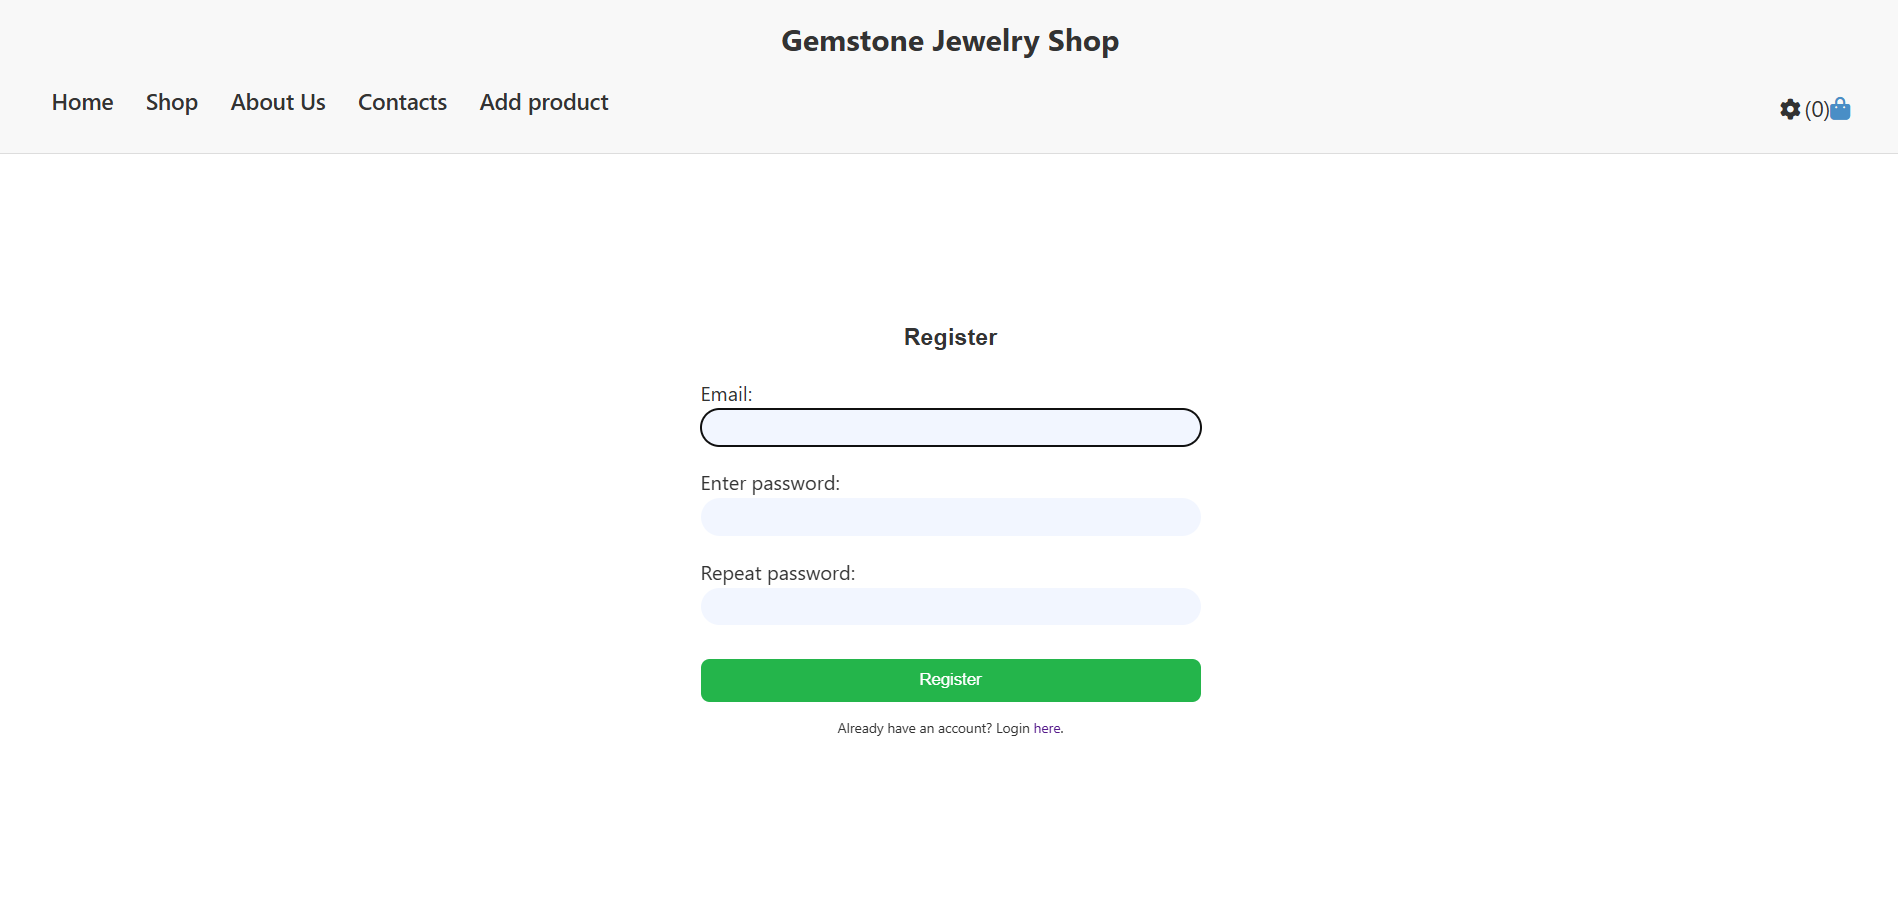 Gemstone Jewelry Shop
Home Shop About Us Contacts Add product (0)
Register
Email:
Enter password:
Repeat password:
Register
Already have an account? Login here.